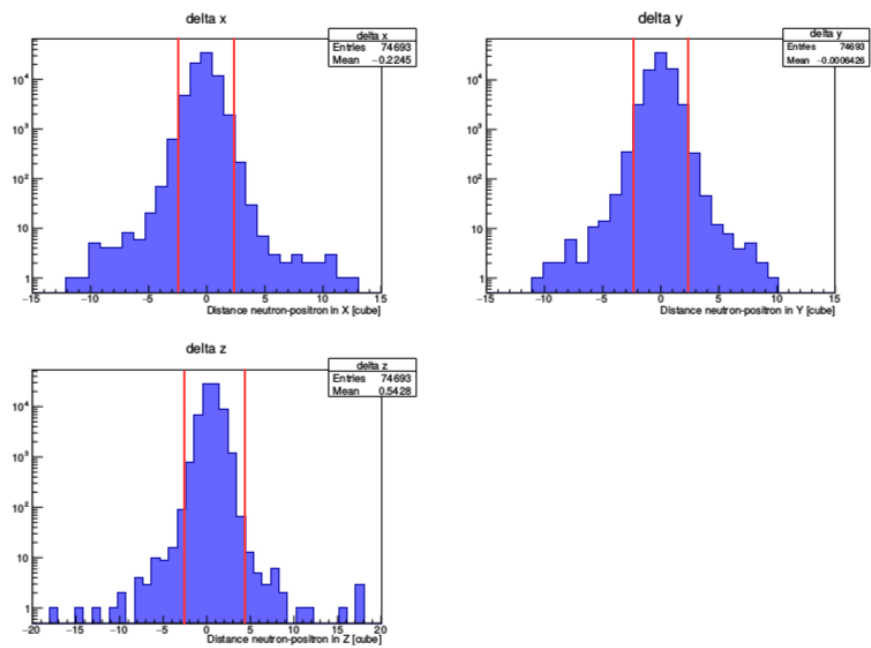 delta x
delta x
Entries 74693
Mean −0.2245
10⁴
10³
10²
10
1
−15 −10 −5 0 5 10 15
Distance neutron-positron in X [cube]
delta y
delta y
Entries 74693
Mean −0.0006426
10⁴
10³
10²
10
1
−15 −10 −5 0 5 10 15
Distance neutron-positron in Y [cube]
delta z
delta z
Entries 74693
Mean 0.5428
10⁴
10³
10²
10
1
−20 −15 −10 −5 0 5 10 15 20
Distance neutron-positron in Z [cube]